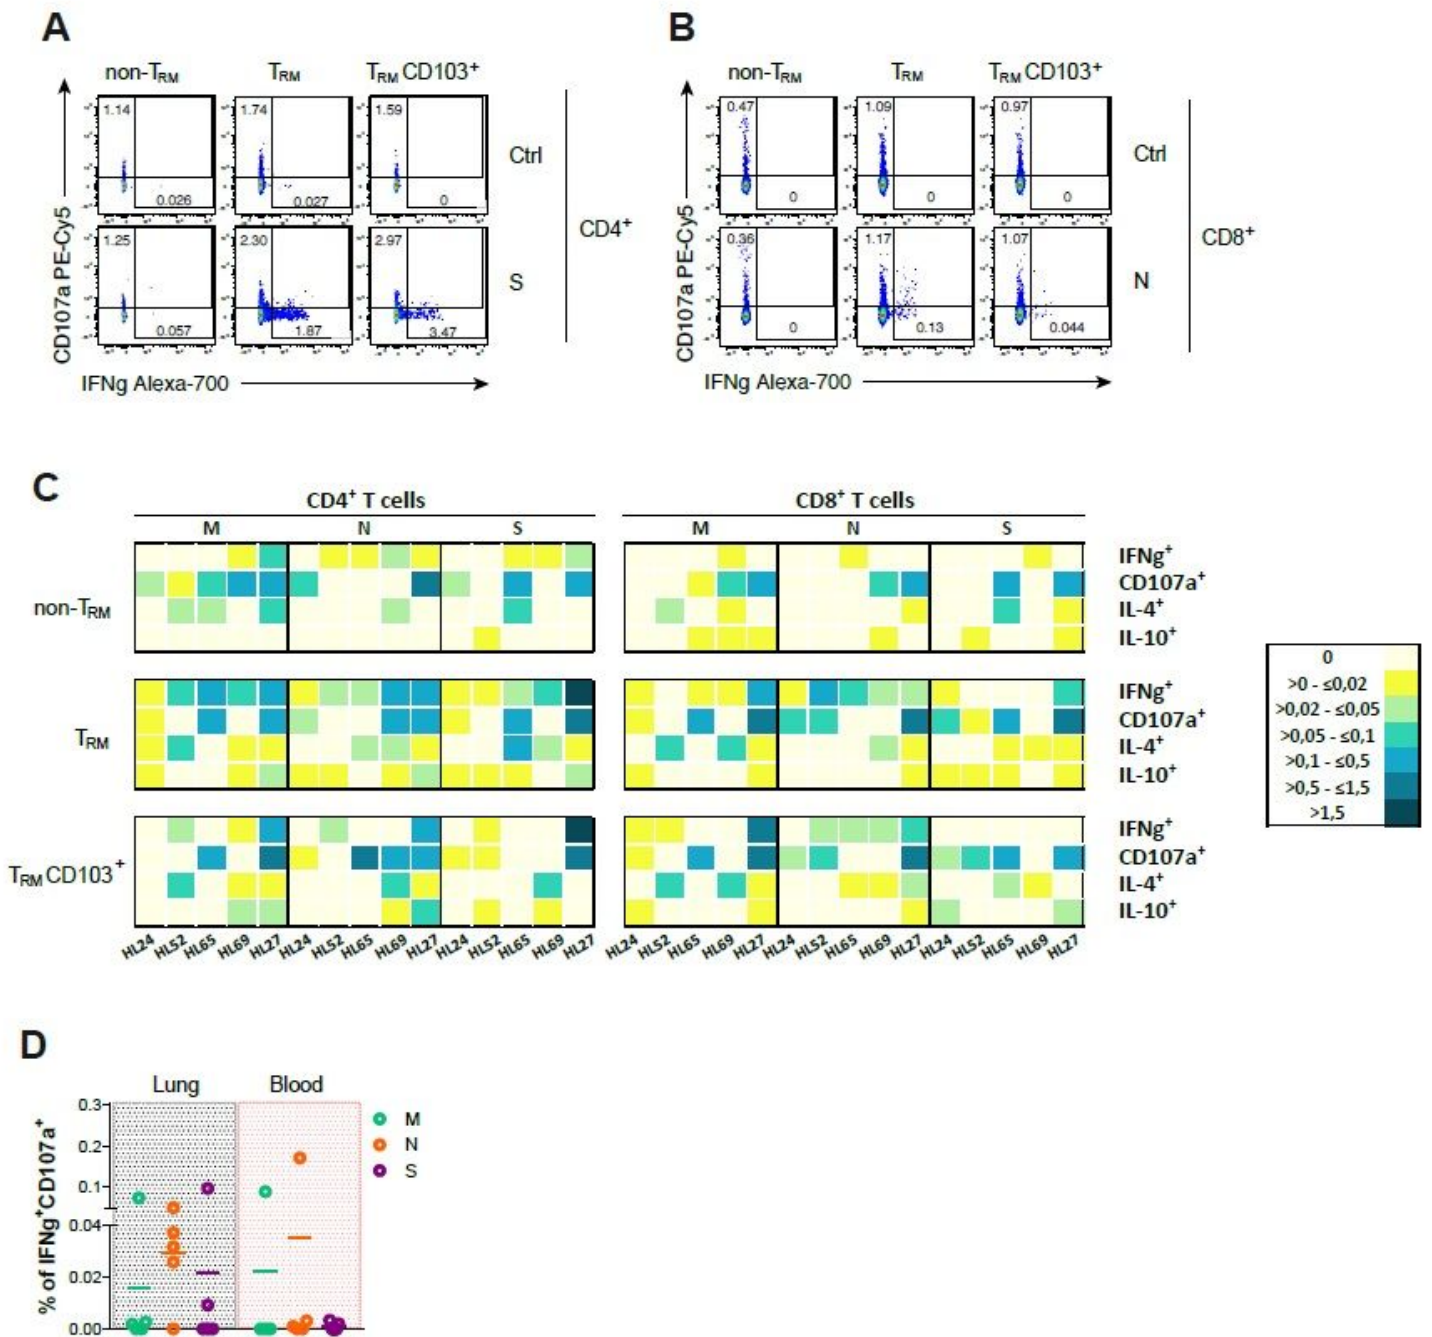 A
non-TRM TRM TRM CD103+
1.14 1.74 1.59
Ctrl
0.026 0.027 0
1.25 2.30 2.97
S
0.057 1.87 3.47
CD4+
CD107a PE-Cy5
IFNg Alexa-700
B
non-TRM TRM TRM CD103+
0.47 1.09 0.97
Ctrl
0 0 0
0.36 1.17 1.07
N
0 0.13 0.044
CD8+
CD107a PE-Cy5
IFNg Alexa-700
C
CD4+ T cells CD8+ T cells
M N S M N S
non-TRM
IFNg+
CD107a+
IL-4+
IL-10+
TRM
IFNg+
CD107a+
IL-4+
IL-10+
TRM CD103+
IFNg+
CD107a+
IL-4+
IL-10+
HL24 HL52 HL65 HL69 HL27 HL24 HL52 HL65 HL69 HL27 HL24 HL52 HL65 HL69 HL27 HL24 HL52 HL65 HL69 HL27 HL24 HL52 HL65 HL69 HL27 HL24 HL52 HL65 HL69 HL27
0
>0 - ≤0,02
>0,02 - ≤0,05
>0,05 - ≤0,1
>0,1 - ≤0,5
>0,5 - ≤1,5
>1,5
D
Lung Blood
% of IFNg+CD107a+
0.3
0.2
0.1
0.04
0.02
0.00
M
N
S